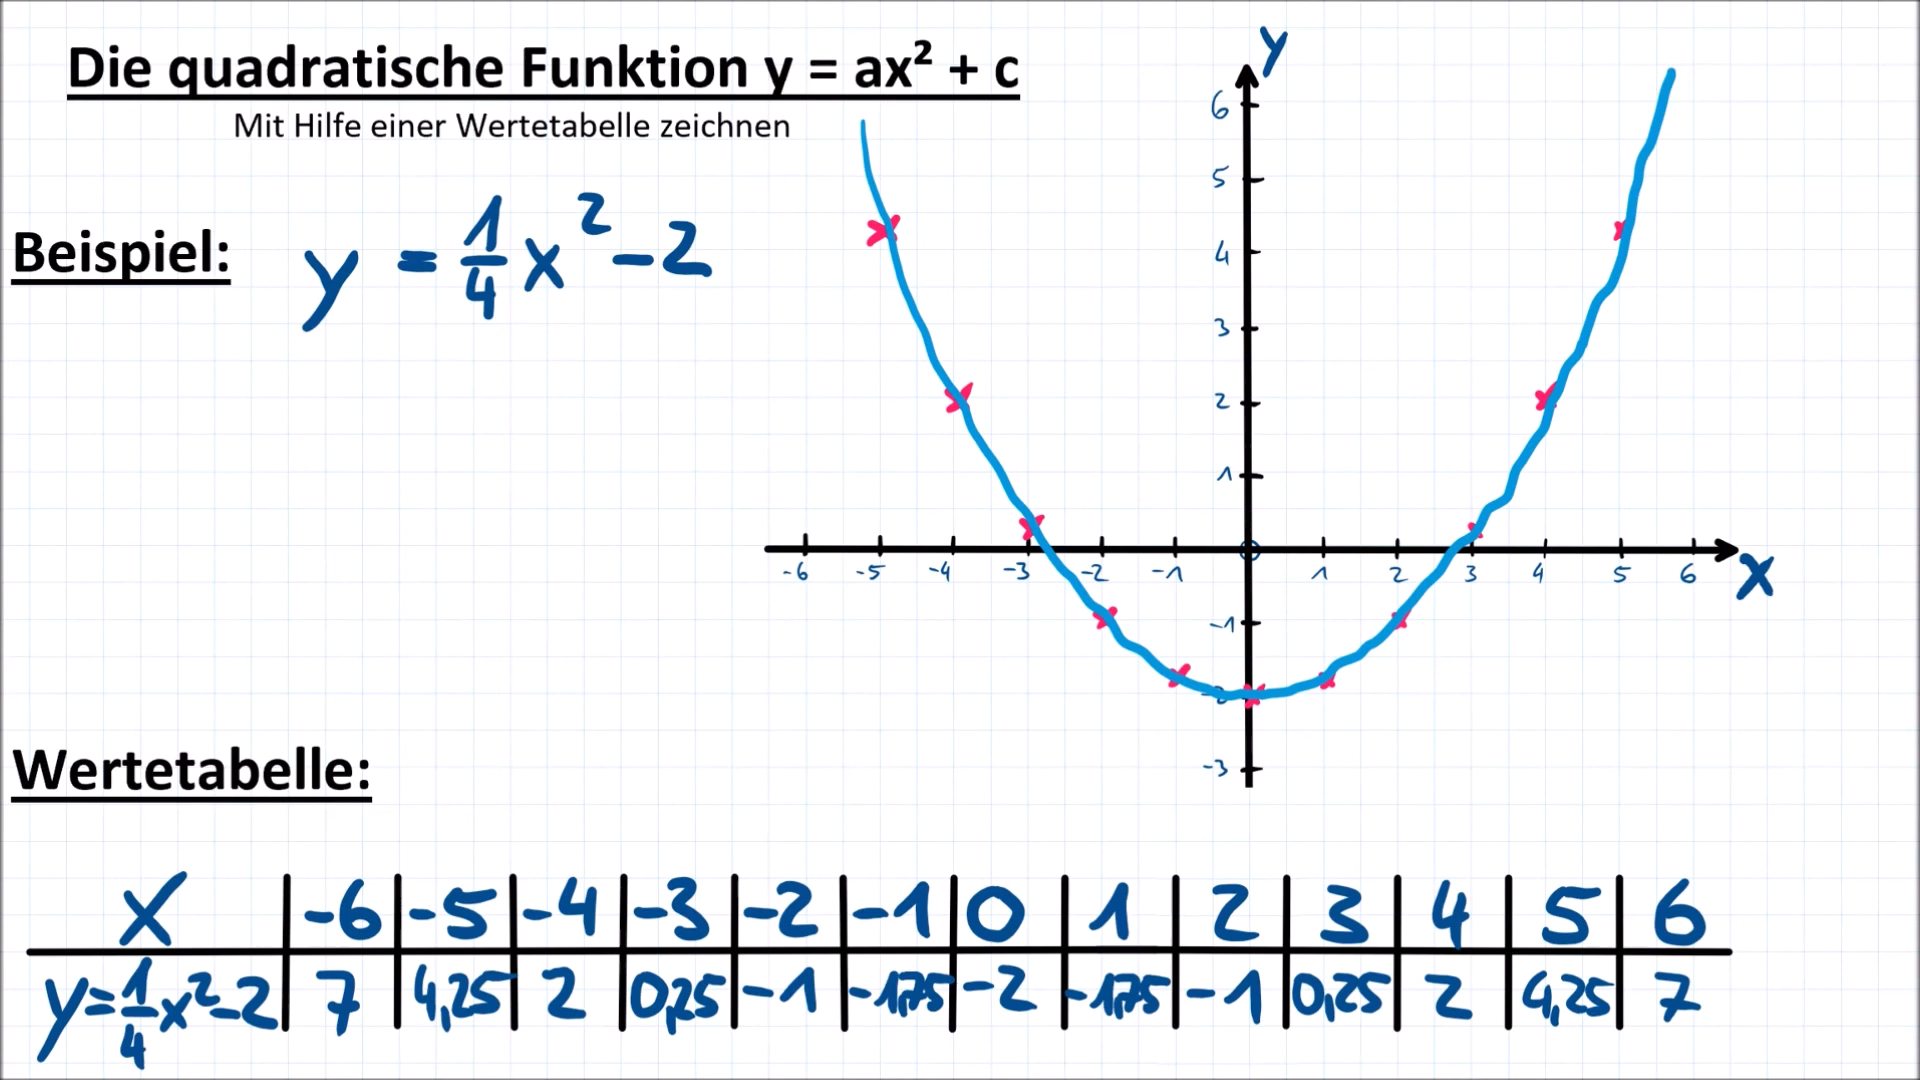 Die quadratische Funktion y = ax² + c
Mit Hilfe einer Wertetabelle zeichnen
Beispiel: y = 1/4 x² - 2
y
6
5
4
3
2
1
0
-6 -5 -4 -3 -2 -1 1 2 3 4 5 6 x
-1
-2
-3
Wertetabelle:
x -6 -5 -4 -3 -2 -1 0 1 2 3 4 5 6
y = 1/4 x² - 2 7 4,25 2 0,25 -1 -1,75 -2 -1,75 -1 0,25 2 4,25 7